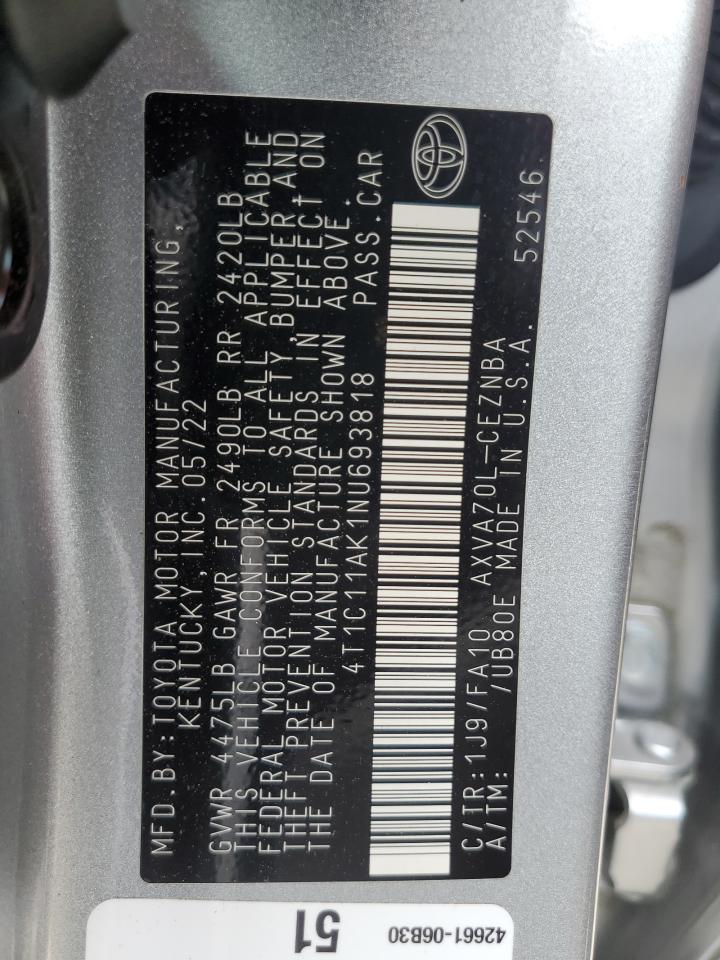 MFD.BY:TOYOTA MOTOR MANUFACTURING,
KENTUCKY, INC.05/22
GVWR 4475LB GAWR FR 2490LB RR 2420LB
THIS VEHICLE CONFORMS TO ALL APPLICABLE
FEDERAL MOTOR VEHICLE SAFETY,BUMPER,AND
THEFT PREVENTION STANDARDS IN EFFECT ON
THE DATE OF MANUFACTURE SHOWN ABOVE.
4T1C11AK1NU693818 PASS.CAR
C/TR:1J9/FA10 AXVA70L-CEZNBA
A/TM: /UB80E MADE IN U.S.A. 52546
51
42661-06B30